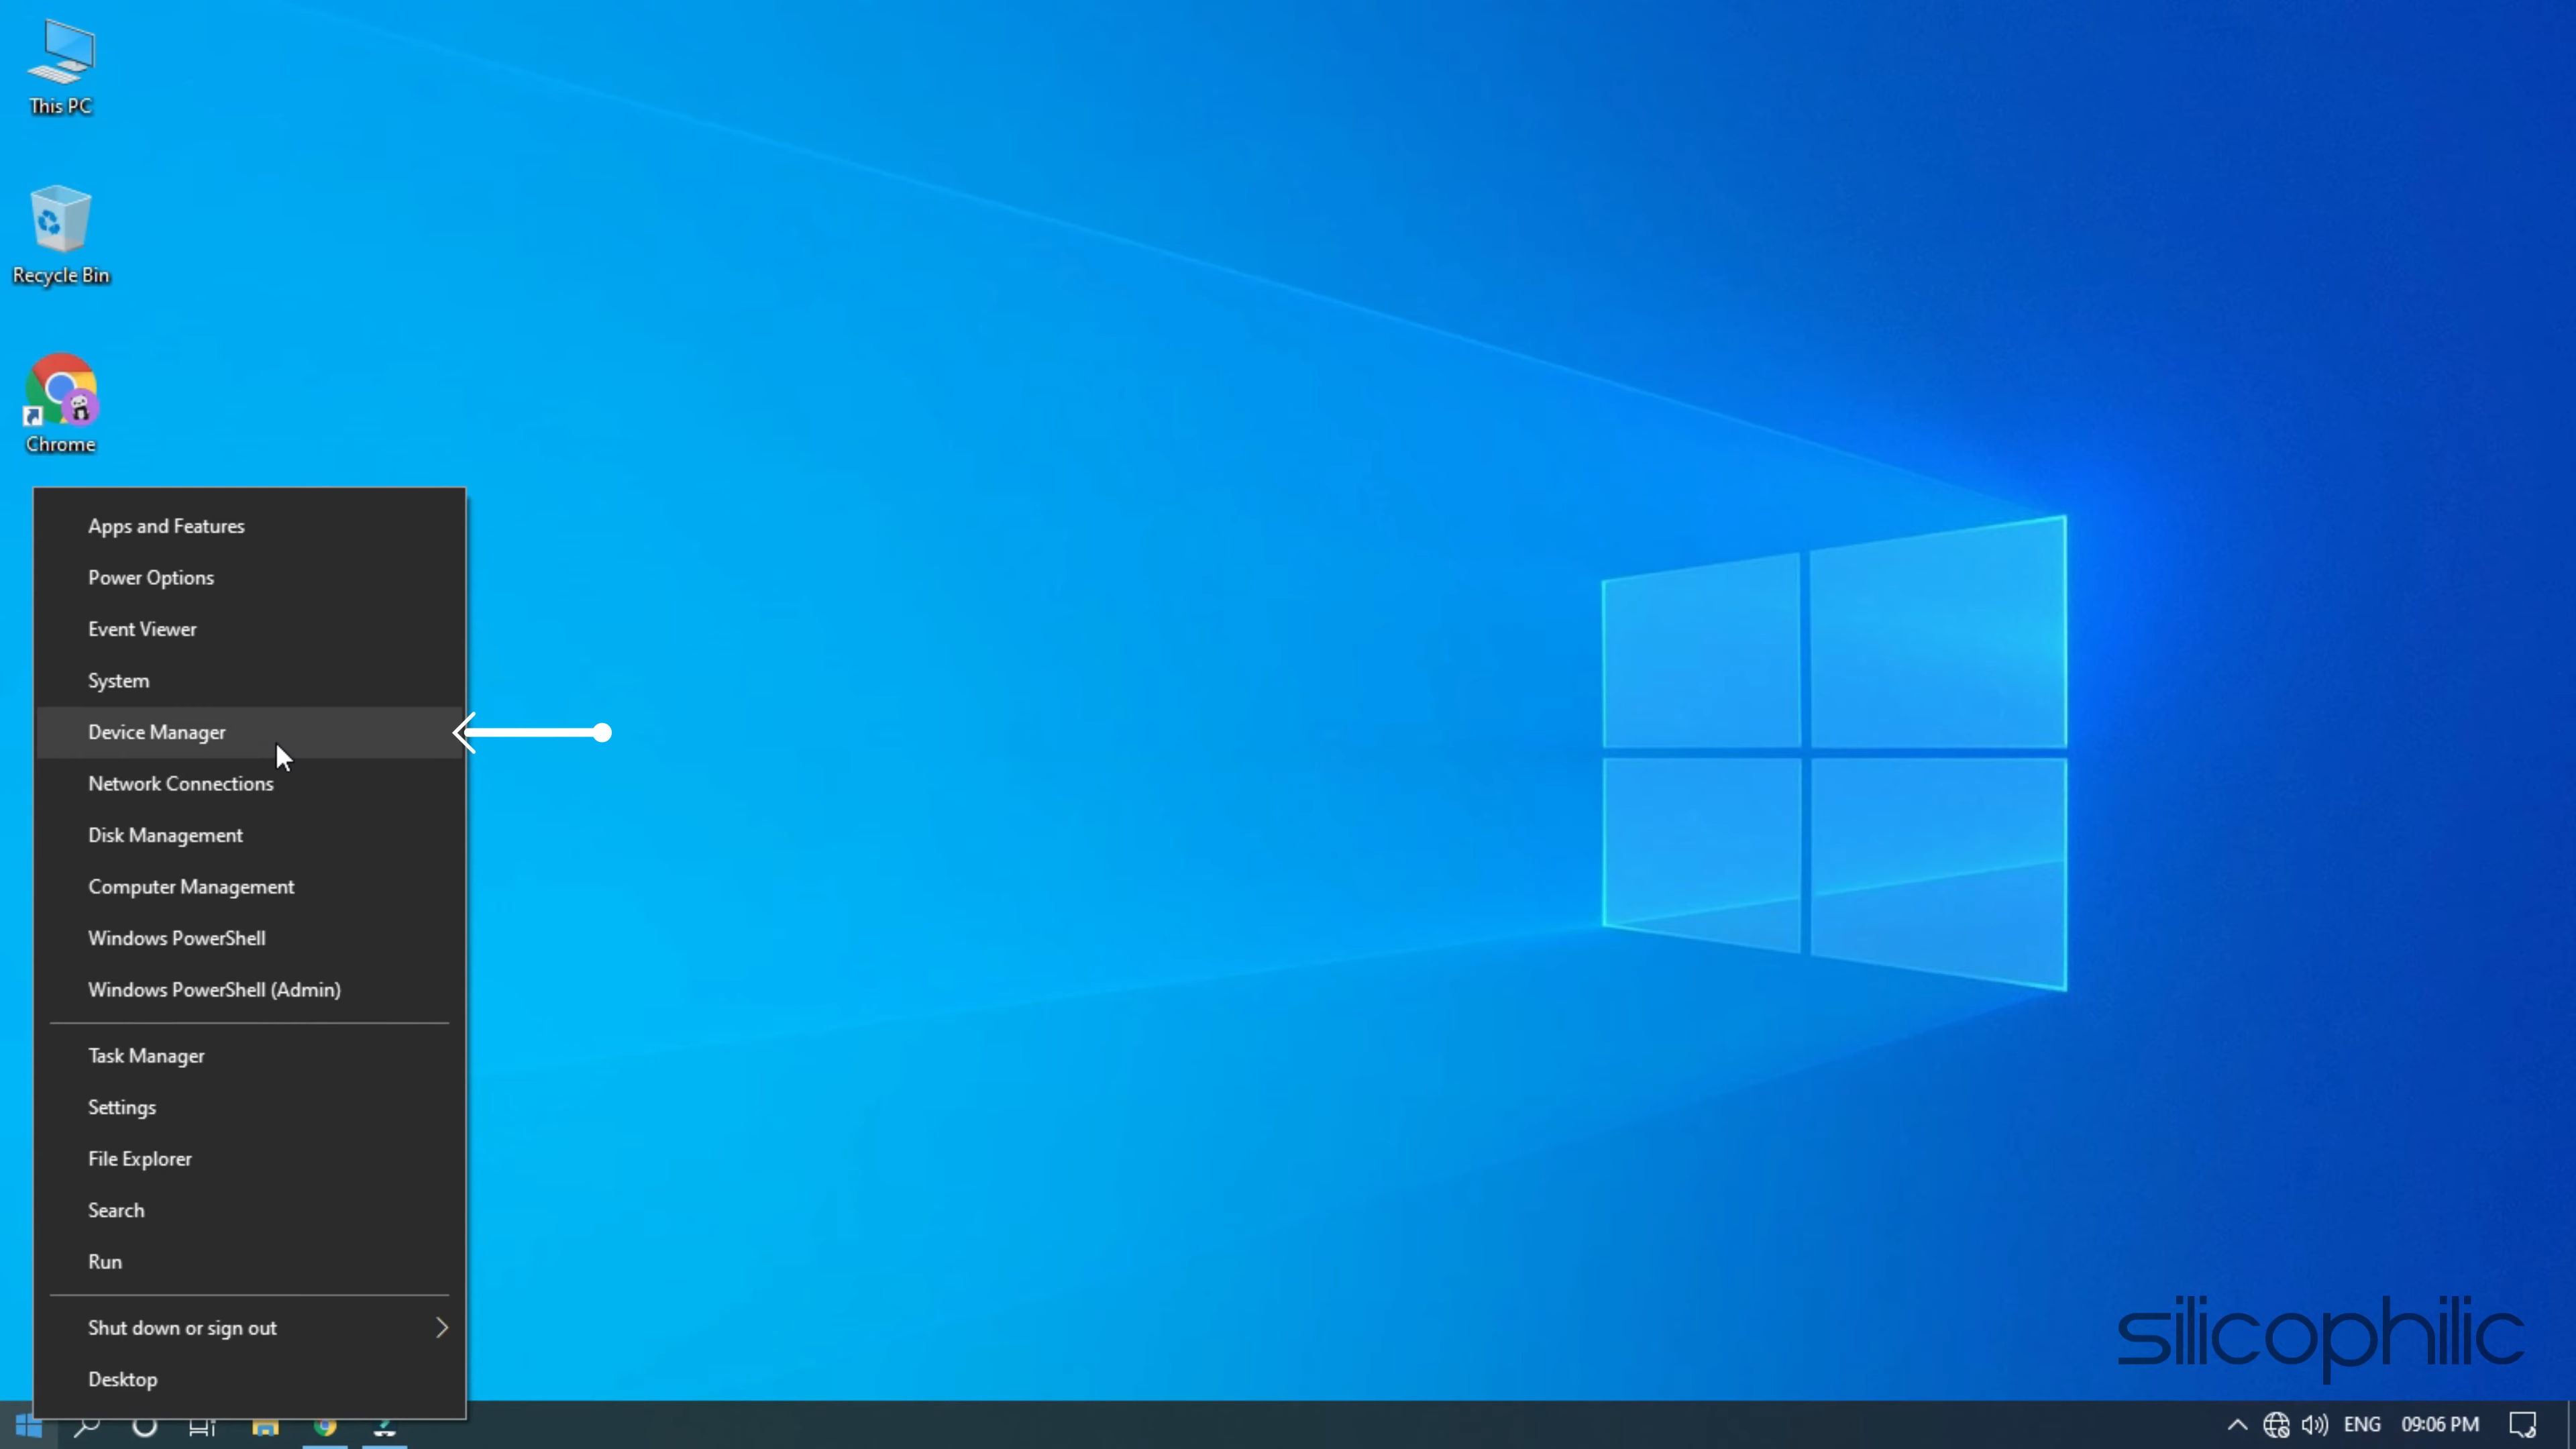 This PC
Recycle Bin
Chrome
Apps and Features
Power Options
Event Viewer
System
Device Manager
Network Connections
Disk Management
Computer Management
Windows PowerShell
Windows PowerShell (Admin)
Task Manager
Settings
File Explorer
Search
Run
Shut down or sign out
Desktop
silicophilic
ENG 09:06 PM